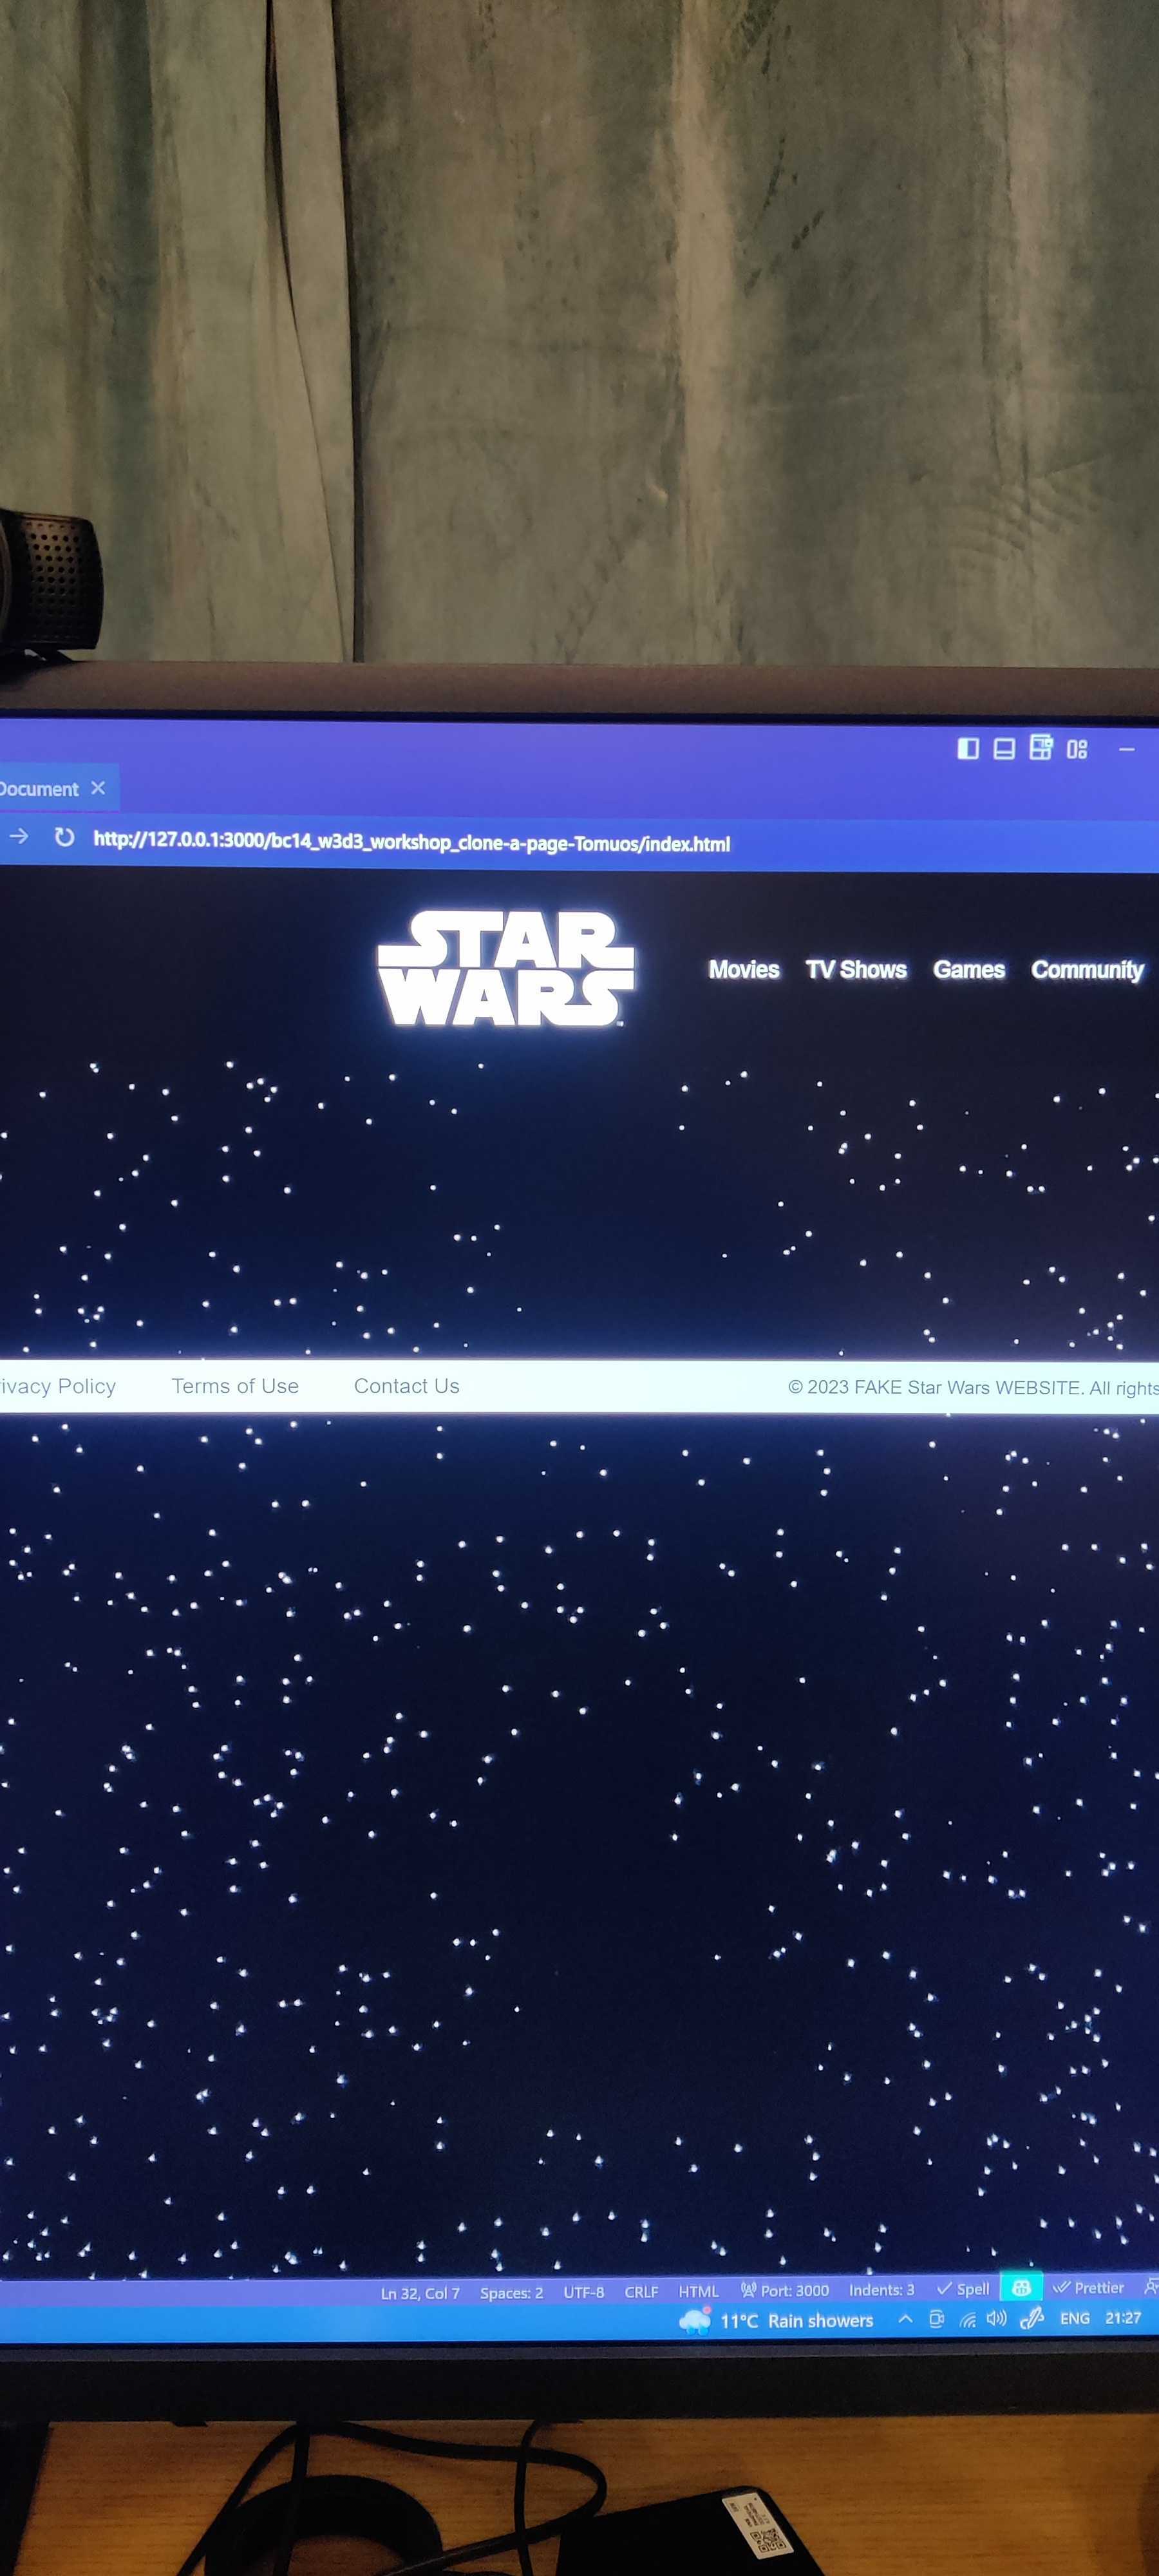 Document
http://127.0.0.1:3000/bc14_w3d3_workshop_clone-a-page-Tomuos/index.html
STAR
WARS
Movies TV Shows Games Community
Policy Terms of Use Contact Us © 2023 FAKE Star Wars WEBSITE. All rights
Ln 32, Col 7 Spaces: 2 UTF-8 CRLF HTML Port: 3000 Indents: 3 Spell Prettier
11°C Rain showers ENG 21:27